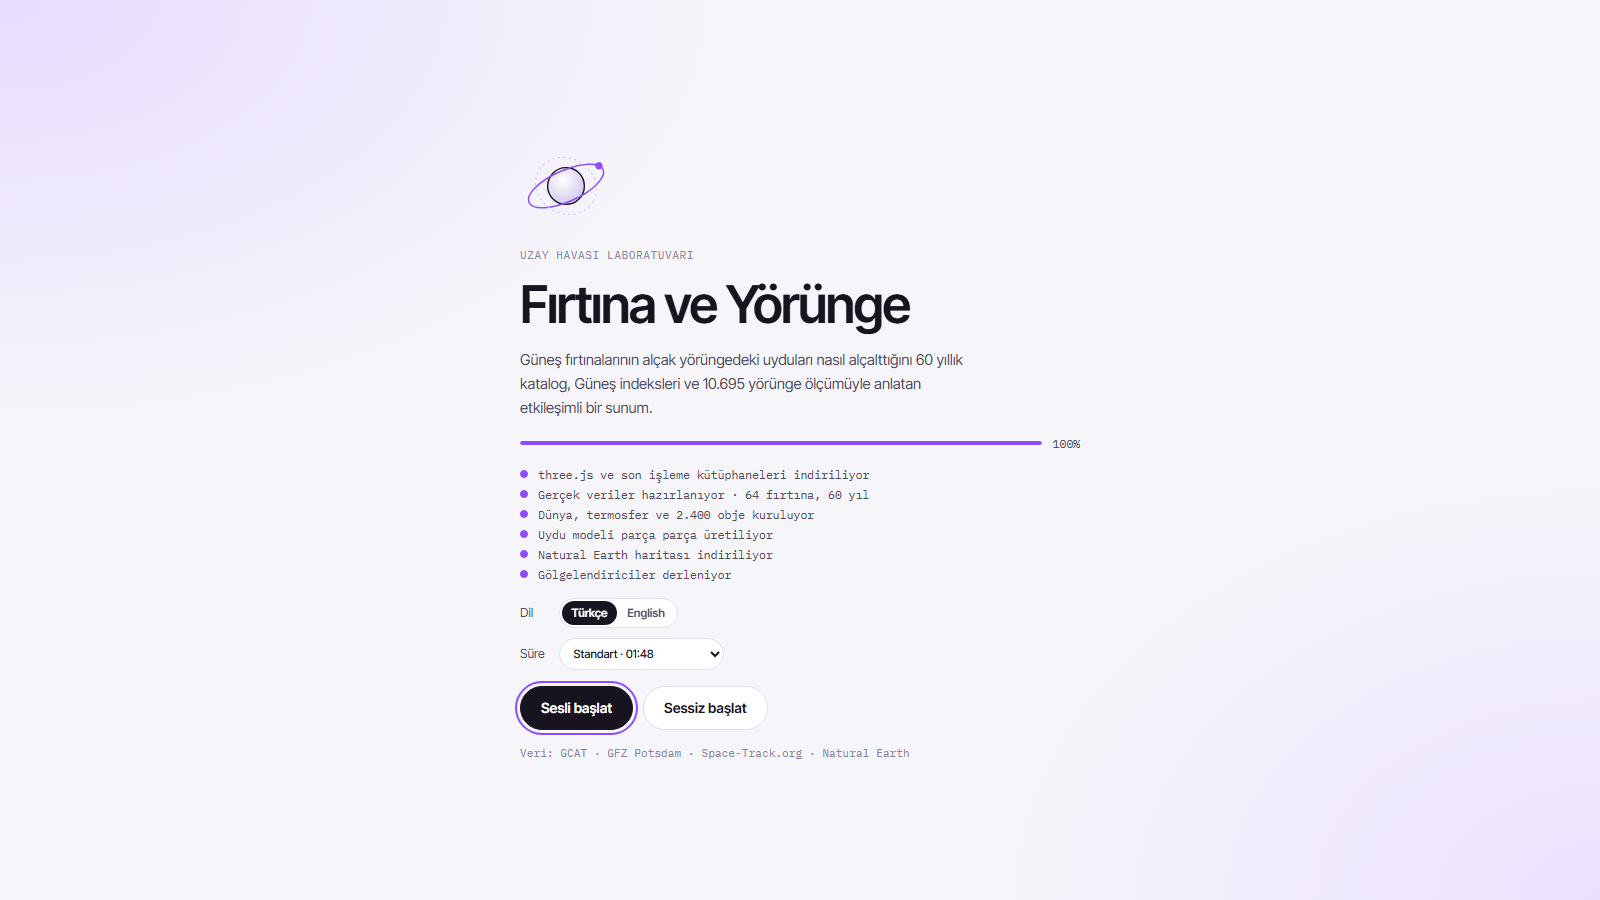 UZAY HAVASI LABORATUVARI
Fırtına ve Yörünge
Güneş fırtınalarının alçak yörüngedeki uyduları nasıl alçalttığını 60 yıllık
katalog, Güneş indeksleri ve 10.695 yörünge ölçümüyle anlatan
etkileşimli bir sunum.
100%
three.js ve son işleme kütüphaneleri indiriliyor
Gerçek veriler hazırlanıyor · 64 fırtına, 60 yıl
Dünya, termosfer ve 2.400 obje kuruluyor
Uydu modeli parça parça üretiliyor
Natural Earth haritası indiriliyor
Gölgelendiriciler derleniyor
Dil Türkçe English
Süre Standart · 01:48
Sesli başlat Sessiz başlat
Veri: GCAT · GFZ Potsdam · Space-Track.org · Natural Earth